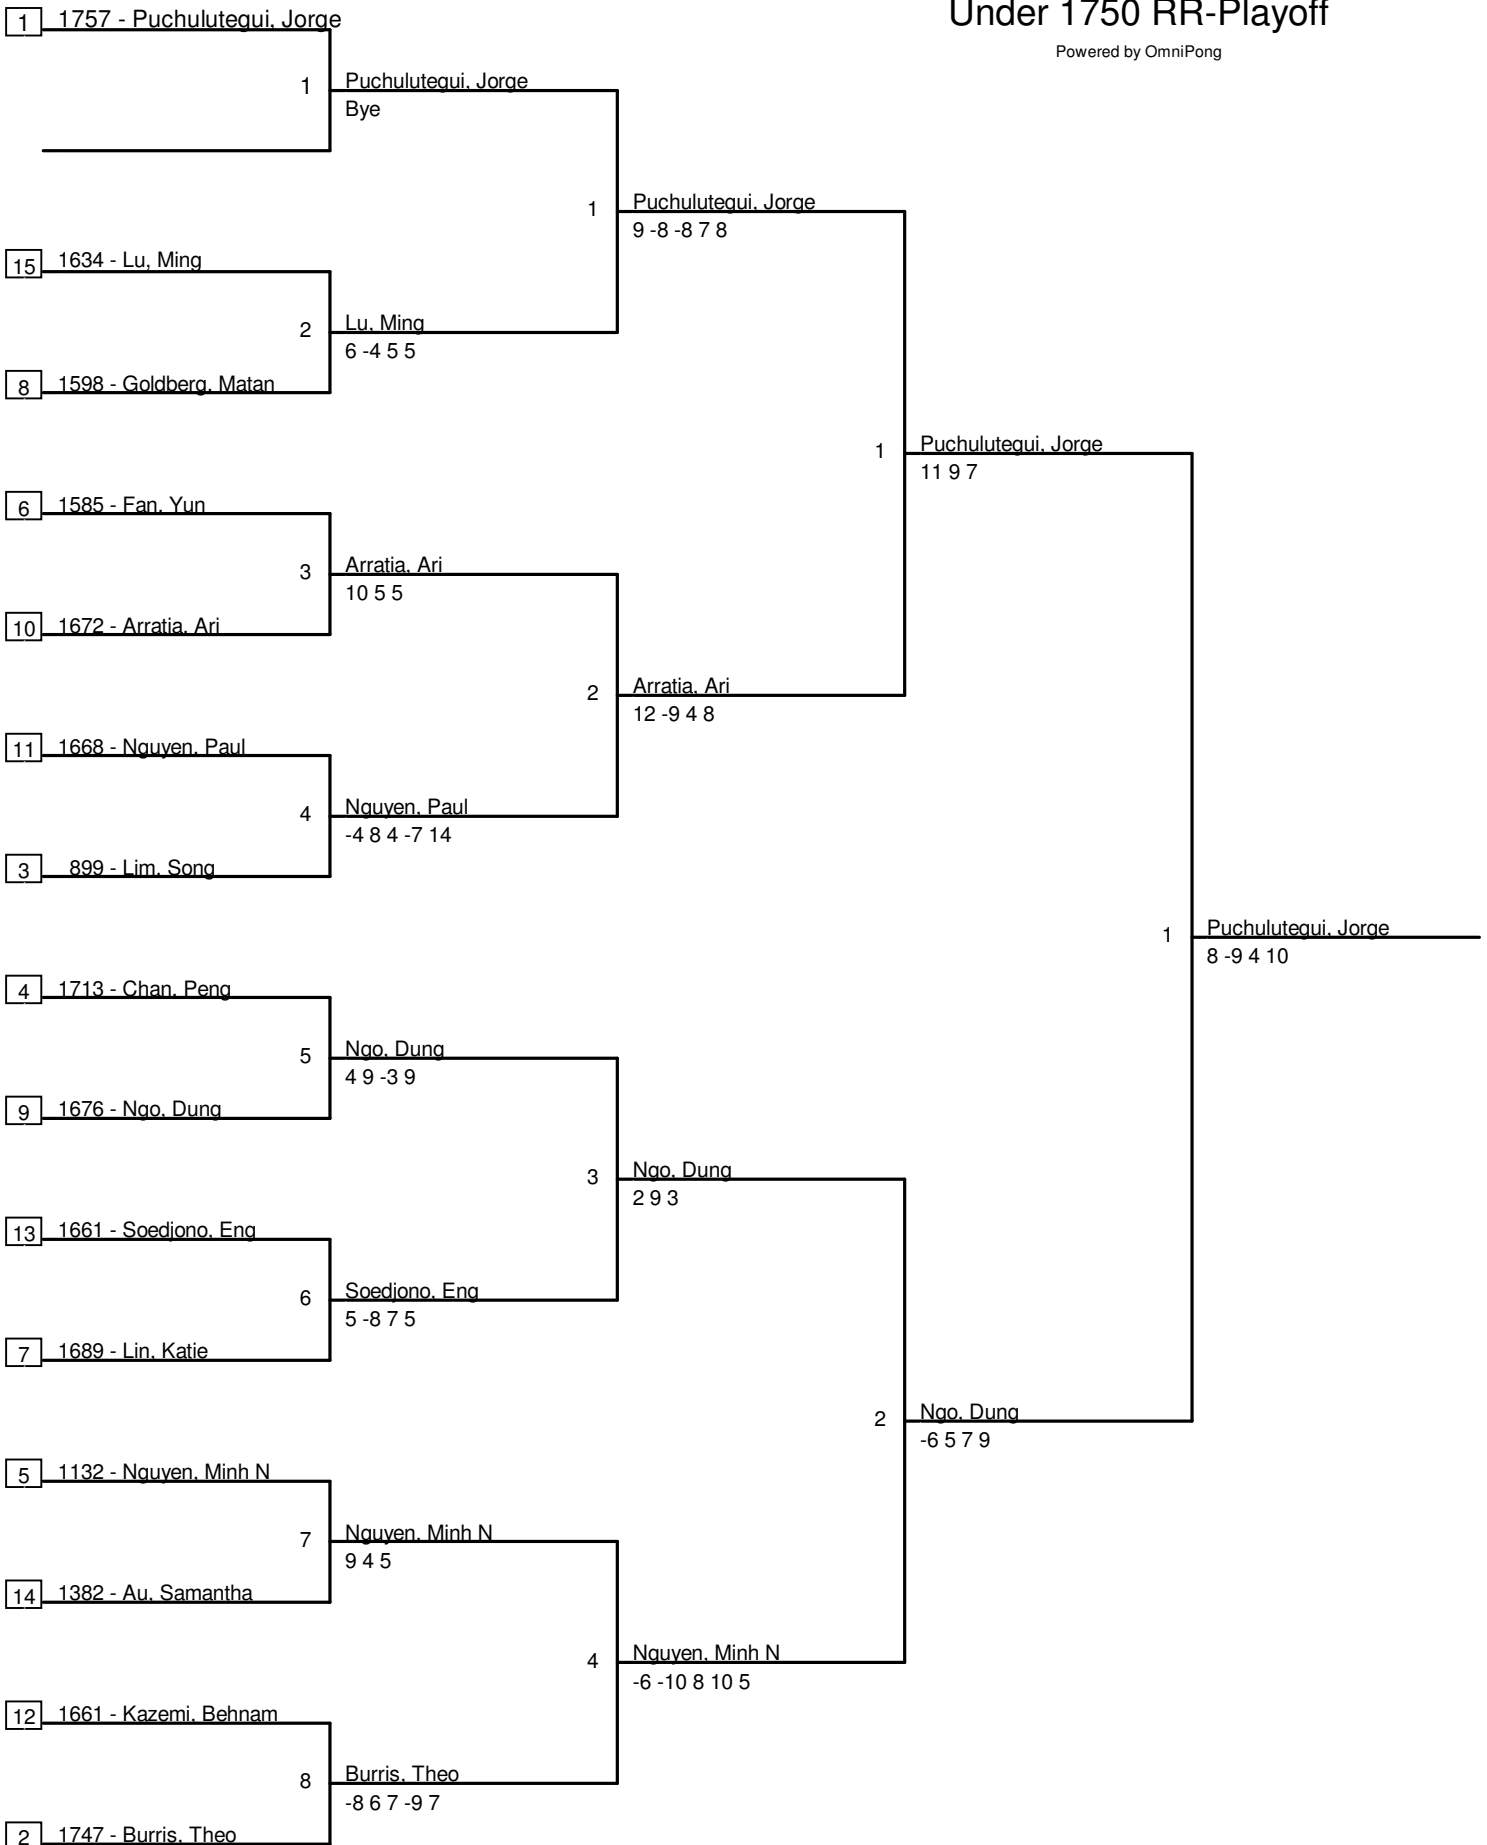 Under 1750 RR-Playoff
Powered by OmniPong
1 1757 - Puchulutegui, Jorge
1 Puchulutegui, Jorge
Bye
1 Puchulutegui, Jorge
9 -8 -8 7 8
15 1634 - Lu, Ming
2 Lu, Ming
6 -4 5 5
8 1598 - Goldberg, Matan
1 Puchulutegui, Jorge
11 9 7
6 1585 - Fan, Yun
3 Arratia, Ari
10 5 5
10 1672 - Arratia, Ari
2 Arratia, Ari
12 -9 4 8
11 1668 - Nguyen, Paul
4 Nguyen, Paul
-4 8 4 -7 14
3 899 - Lim, Song
1 Puchulutegui, Jorge
8 -9 4 10
4 1713 - Chan, Peng
5 Ngo, Dung
4 9 -3 9
9 1676 - Ngo, Dung
3 Ngo, Dung
2 9 3
13 1661 - Soedjono, Eng
6 Soedjono, Eng
5 -8 7 5
7 1689 - Lin, Katie
2 Ngo, Dung
-6 5 7 9
5 1132 - Nguyen, Minh N
7 Nguyen, Minh N
9 4 5
14 1382 - Au, Samantha
4 Nguyen, Minh N
-6 -10 8 10 5
12 1661 - Kazemi, Behnam
8 Burris, Theo
-8 6 7 -9 7
2 1747 - Burris, Theo